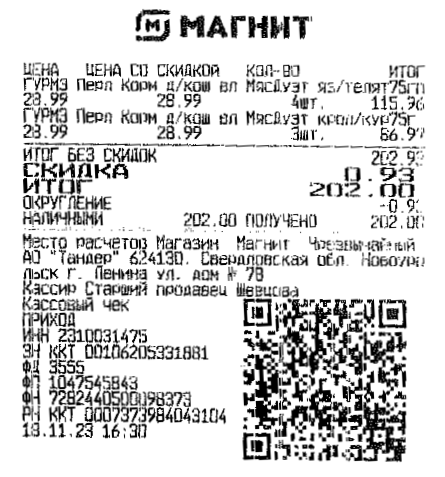 МАГНИТ
ЦЕНА ЦЕНА СО СКИДКОЙ КОЛ-ВО ИТОГ
ГУРМЭ Перл Корм д/кош вл МясДуэт яз/телят75гп
28.99 28.99 4шт. 115.96
ГУРМЭ Перл Корм д/кош вл МясДуэт крол/кур75г
28.99 28.99 3шт. 86.97
ИТОГ БЕЗ СКИДОК 202.93
СКИДКА 0.93
ИТОГ 202.00
ОКРУГЛЕНИЕ -0.93
НАЛИЧНЫМИ 202.00 ПОЛУЧЕНО 202.00
Место расчетов Магазин Магнит Чрезвычайный
АО "Тандер" 624130. Свердловская обл. Новоурал
льск г. Ленина ул. дом № 78
Кассир Старший продавец Шевцова
Кассовый чек
ПРИХОД
ИНН 2310031475
ЗН ККТ 00106205331881
ФД 3555
ФП 1047545843
ФН 7282440500098373
РН ККТ 0007373984043104
18.11.23 16:30